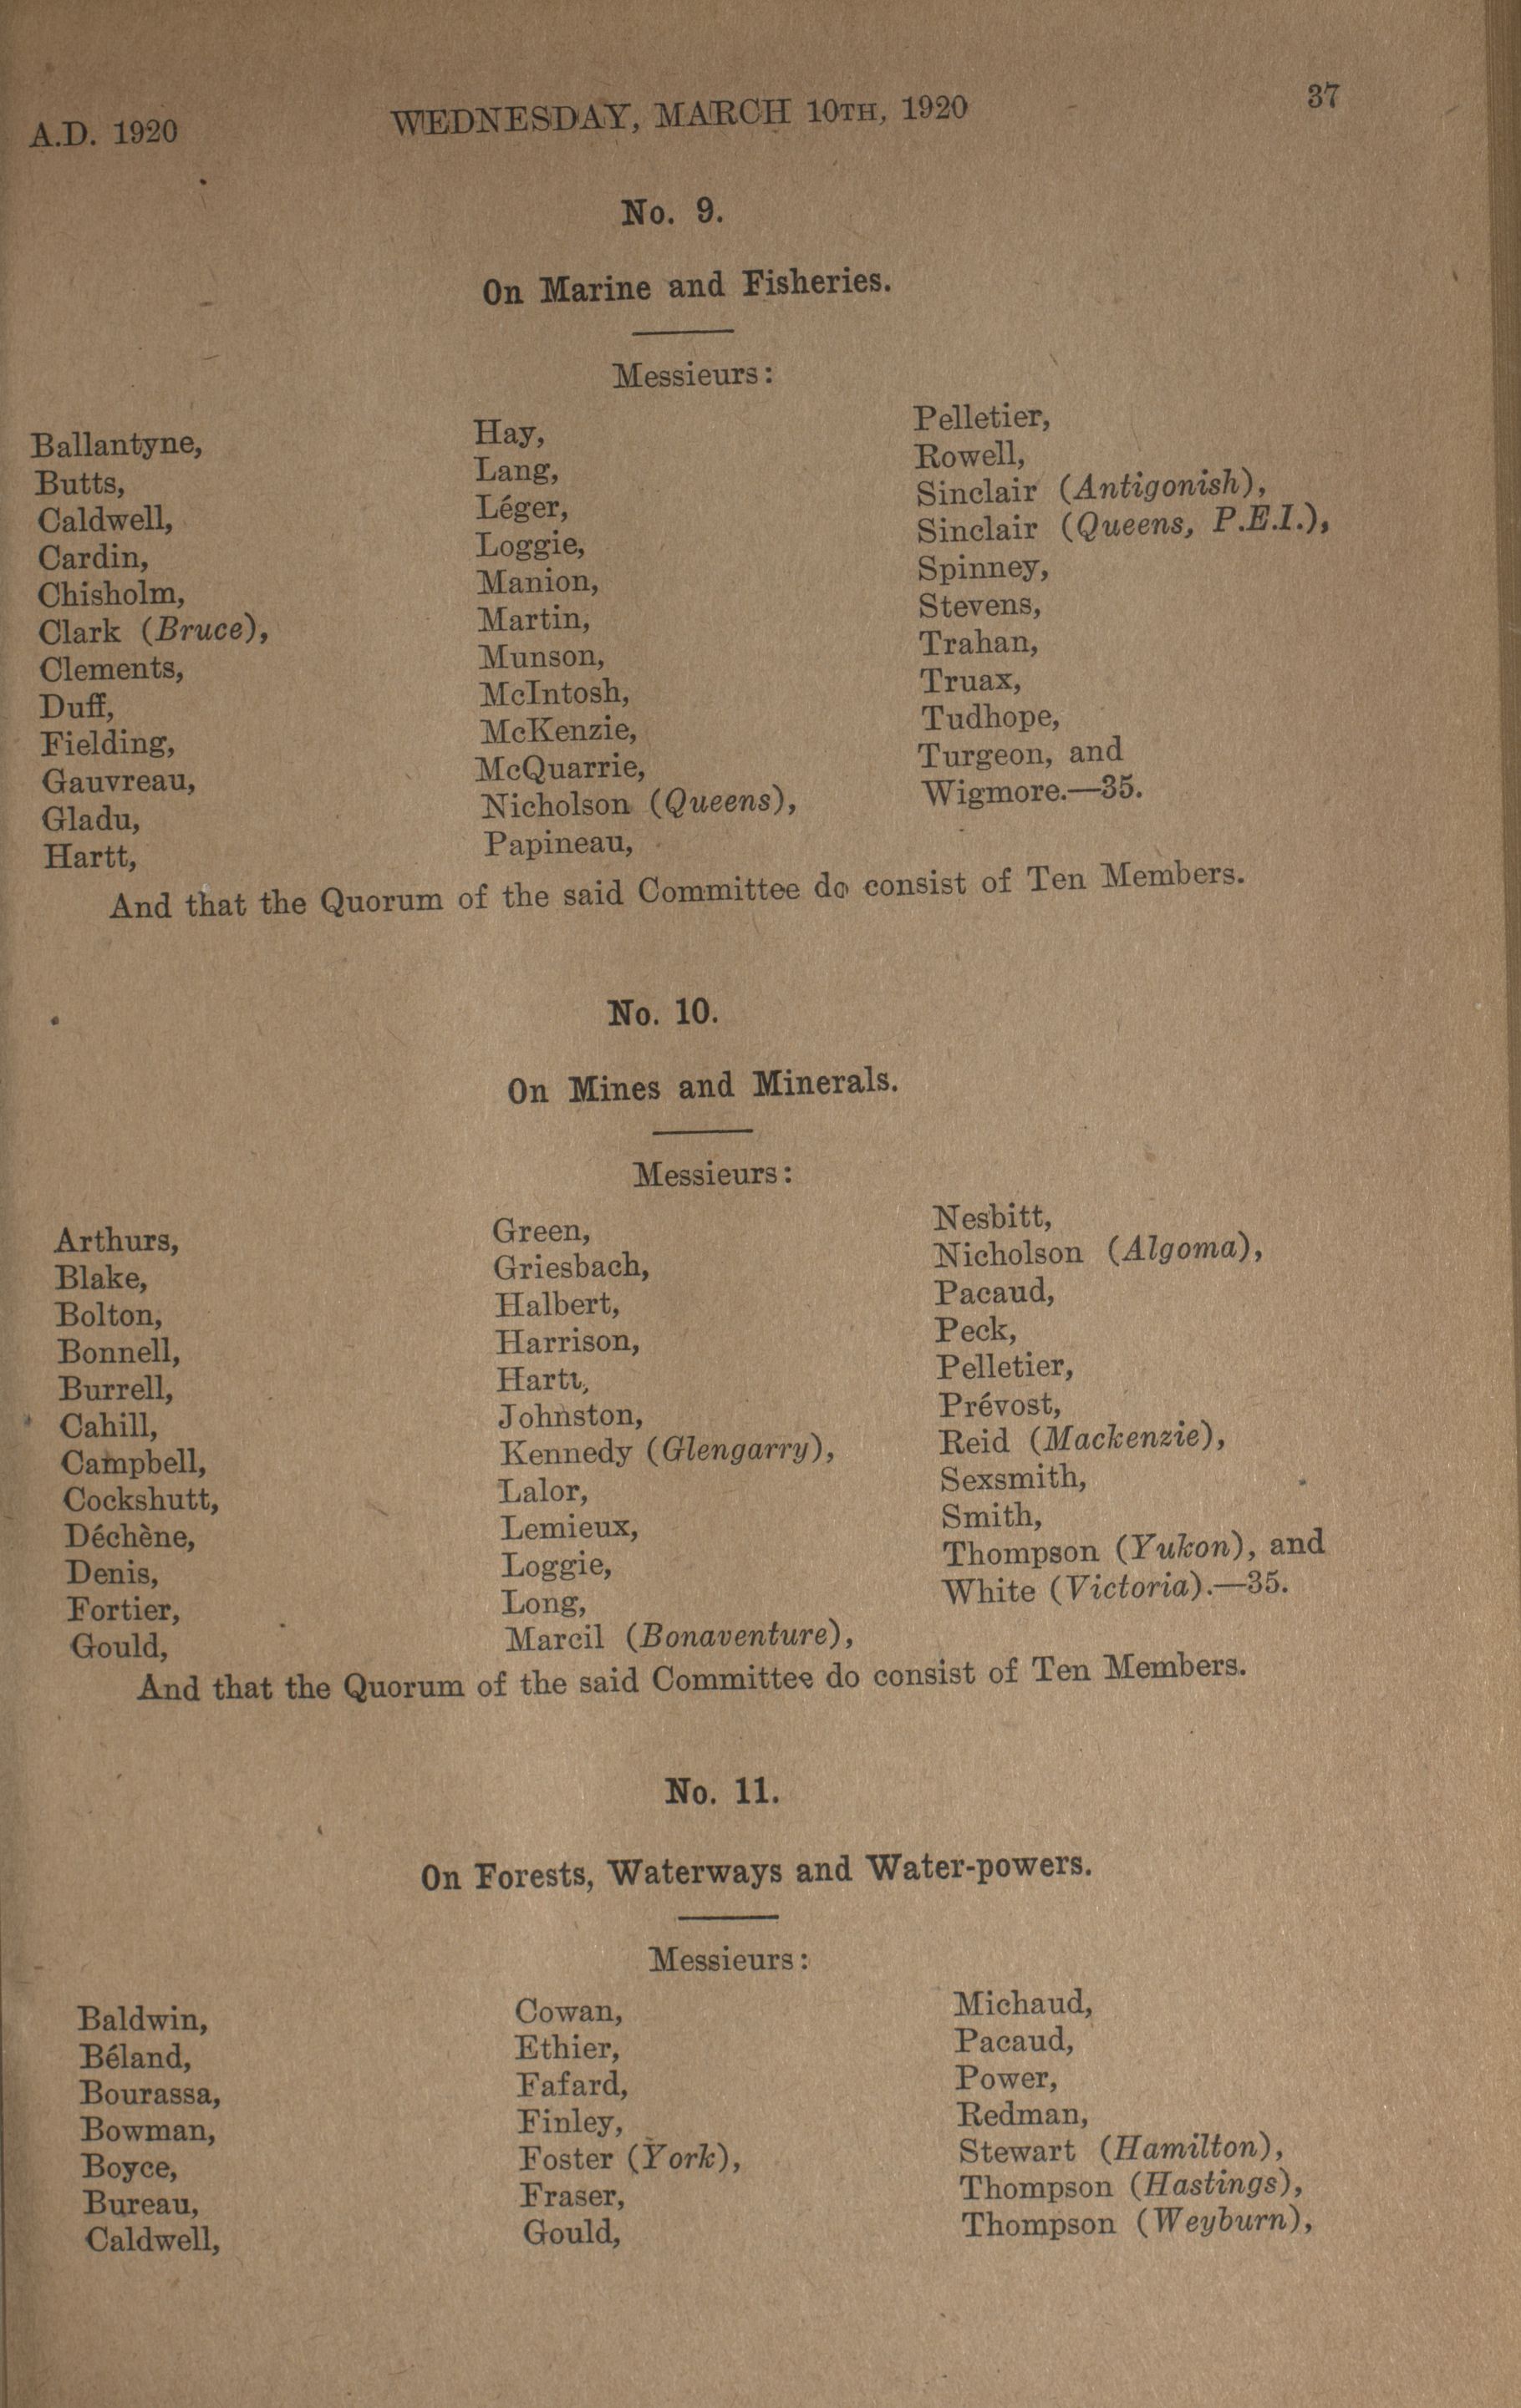 A.D. 1920 WEDNESDAY, MARCH 10TH, 1920 37
No. 9.
On Marine and Fisheries.
Messieurs:
Ballantyne,
Butts,
Caldwell,
Cardin,
Chisholm,
Clark (Bruce),
Clements,
Duff,
Fielding,
Gauvreau,
Gladu,
Hartt,
Hay,
Lang,
Léger,
Loggie,
Manion,
Martin,
Munson,
McIntosh,
McKenzie,
McQuarrie,
Nicholson (Queens),
Papineau,
Pelletier,
Rowell,
Sinclair (Antigonish),
Sinclair (Queens, P.E.I.),
Spinney,
Stevens,
Trahan,
Truax,
Tudhope,
Turgeon, and
Wigmore.—35.
And that the Quorum of the said Committee do consist of Ten Members.
No. 10.
On Mines and Minerals.
Messieurs:
Arthurs,
Blake,
Bolton,
Bonnell,
Burrell,
Cahill,
Campbell,
Cockshutt,
Déchène,
Denis,
Fortier,
Gould,
Green,
Griesbach,
Halbert,
Harrison,
Hartt,
Johnston,
Kennedy (Glengarry),
Lalor,
Lemieux,
Loggie,
Long,
Marcil (Bonaventure),
Nesbitt,
Nicholson (Algoma),
Pacaud,
Peck,
Pelletier,
Prévost,
Reid (Mackenzie),
Sexsmith,
Smith,
Thompson (Yukon), and
White (Victoria).—35.
And that the Quorum of the said Committee do consist of Ten Members.
No. 11.
On Forests, Waterways and Water-powers.
Messieurs:
Baldwin,
Béland,
Bourassa,
Bowman,
Boyce,
Bureau,
Caldwell,
Cowan,
Ethier,
Fafard,
Finley,
Foster (York),
Fraser,
Gould,
Michaud,
Pacaud,
Power,
Redman,
Stewart (Hamilton),
Thompson (Hastings),
Thompson (Weyburn),